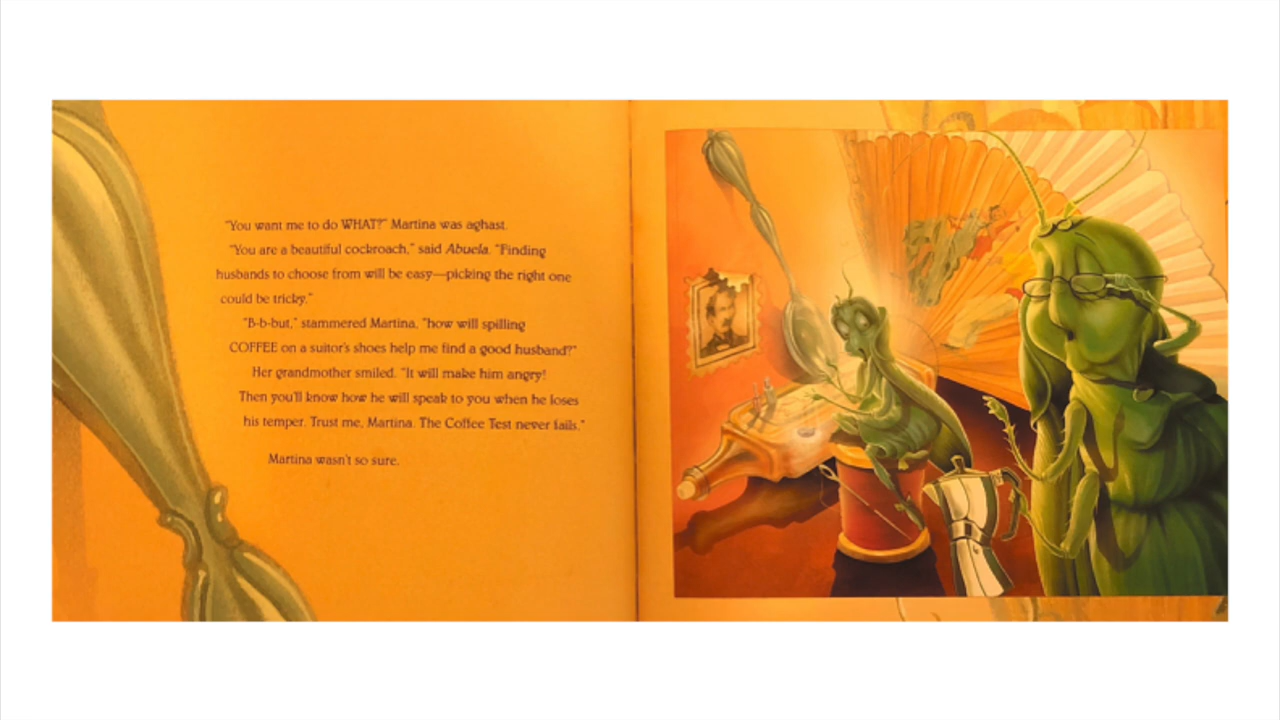 "You want me to do WHAT?" Martina was aghast.
"You are a beautiful cockroach," said Abuela. "Finding
husbands to choose from will be easy—picking the right one
could be tricky."
"B-b-but," stammered Martina, "how will spilling
COFFEE on a suitor's shoes help me find a good husband?"
Her grandmother smiled. "It will make him angry!
Then you'll know how he will speak to you when he loses
his temper. Trust me, Martina. The Coffee Test never fails."
Martina wasn't so sure.